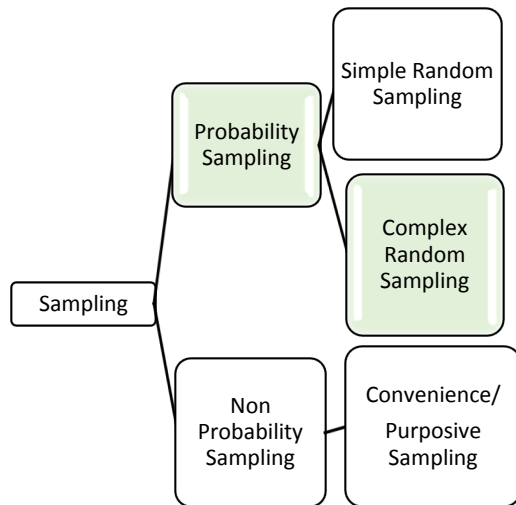 Sampling
Probability
Sampling
Simple Random
Sampling
Complex
Random
Sampling
Non
Probability
Sampling
Convenience/
Purposive
Sampling